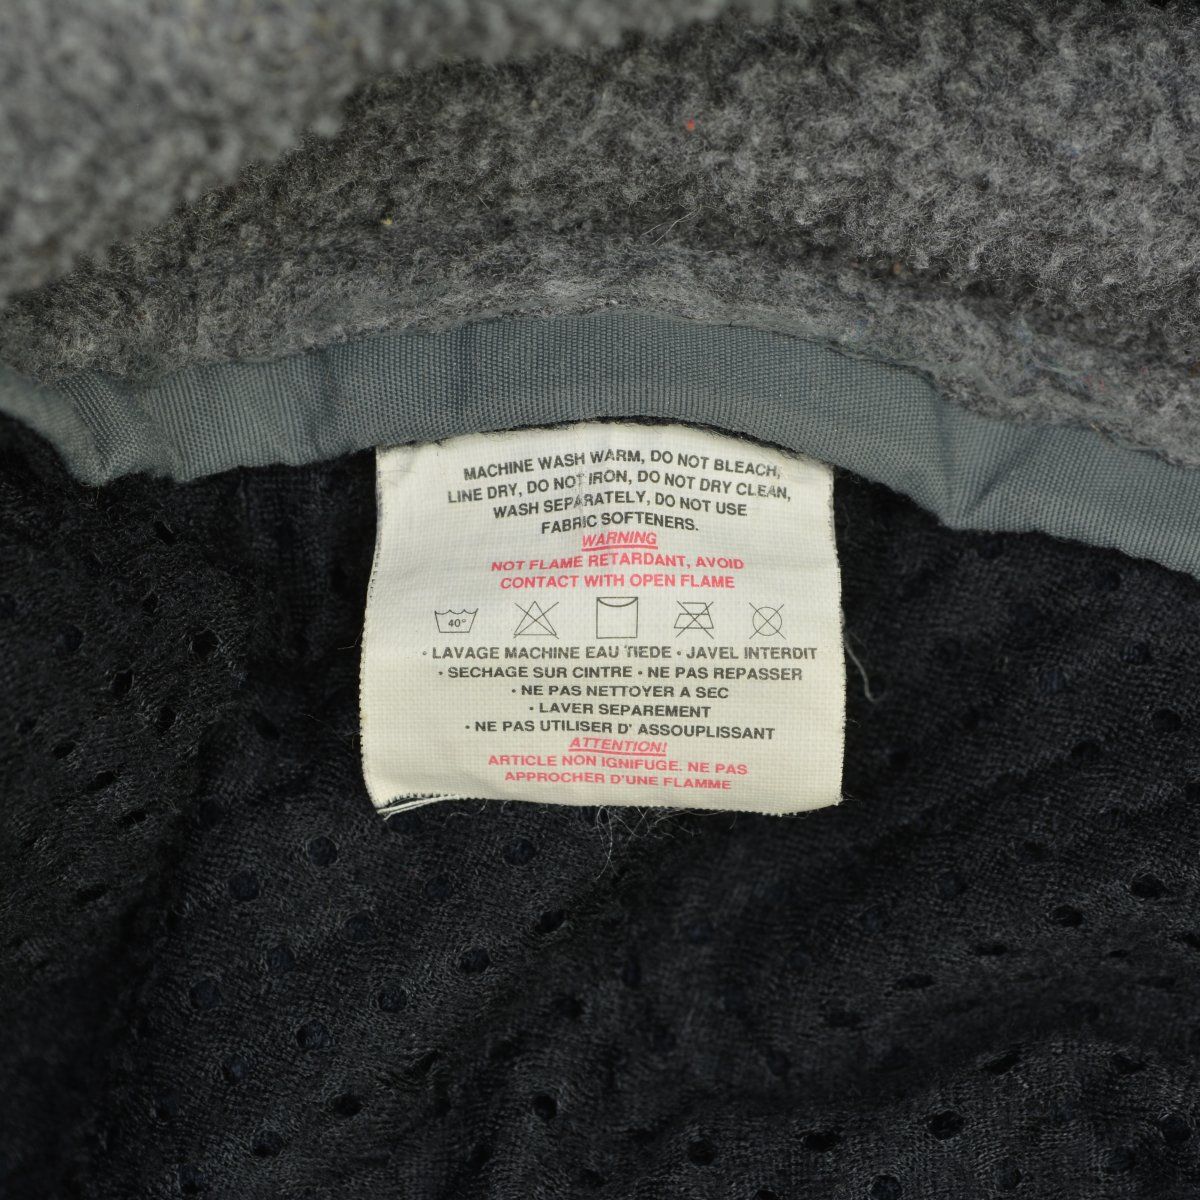 MACHINE WASH WARM, DO NOT BLEACH,
LINE DRY, DO NOT IRON, DO NOT DRY CLEAN,
WASH SEPARATELY, DO NOT USE
FABRIC SOFTENERS.
WARNING
NOT FLAME RETARDANT, AVOID
CONTACT WITH OPEN FLAME
40°
• LAVAGE MACHINE EAU TIEDE • JAVEL INTERDIT
• SECHAGE SUR CINTRE • NE PAS REPASSER
• NE PAS NETTOYER A SEC
• LAVER SEPAREMENT
• NE PAS UTILISER D' ASSOUPLISSANT
ATTENTION!
ARTICLE NON IGNIFUGE. NE PAS
APPROCHER D'UNE FLAMME